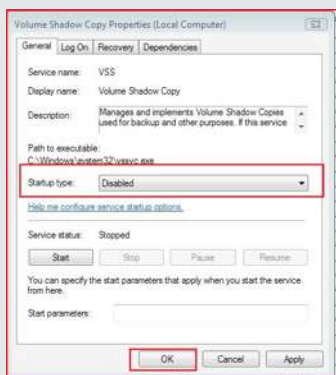 Volume Shadow Copy Properties (Local Computer)
General Log On Recovery Dependencies
Service name: VSS
Display name: Volume Shadow Copy
Description: Manages and implements Volume Shadow Copies
used for backup and other purposes. If this service
Path to executable:
C:\Windows\system32\vssvc.exe
Startup type: Disabled
Help me configure service startup options.
Service status: Stopped
Start Stop Pause Resume
You can specify the start parameters that apply when you start the service
from here.
Start parameters:
OK Cancel Apply